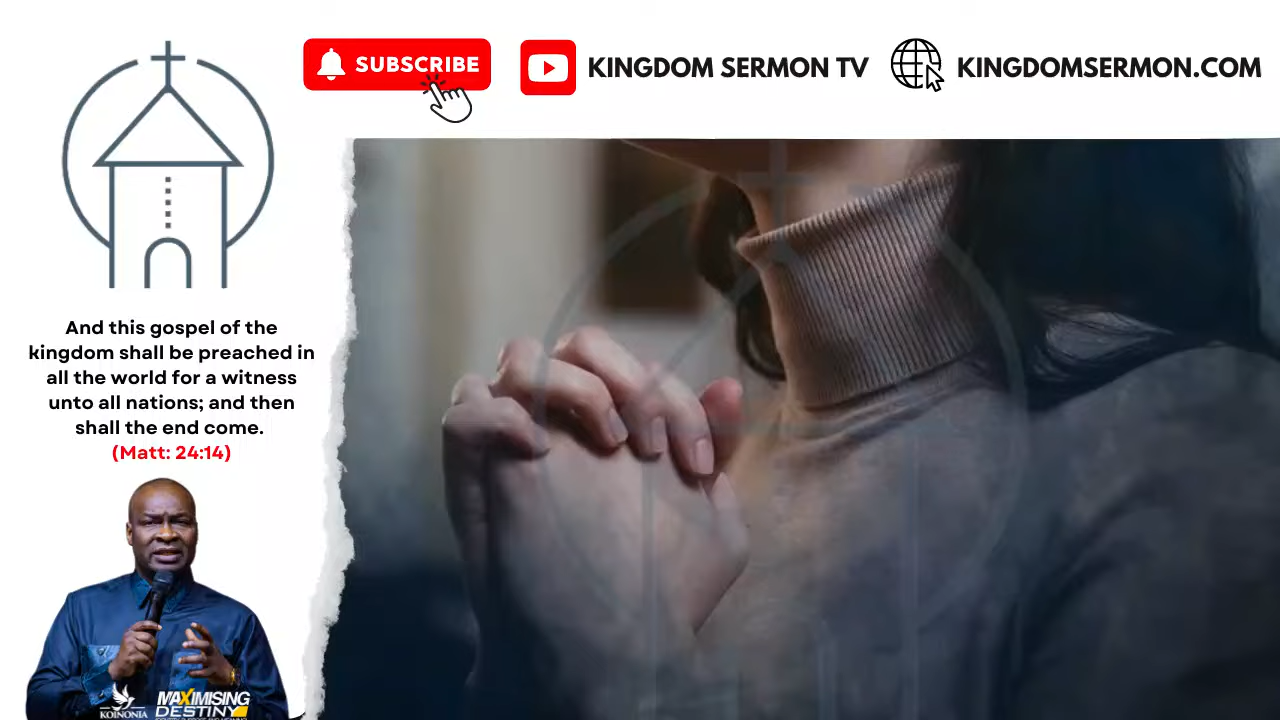 SUBSCRIBE
KINGDOM SERMON TV
KINGDOMSERMON.COM
And this gospel of the
kingdom shall be preached in
all the world for a witness
unto all nations; and then
shall the end come.
(Matt: 24:14)
KOINONIA
MAXIMISING
DESTINY